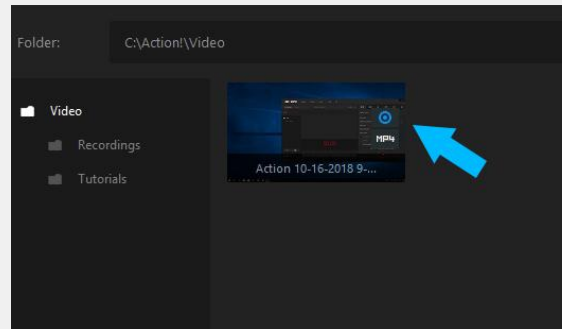 Folder: C:\Action!\Video
Video
Recordings
Tutorials
MP4
Action 10-16-2018 9-...